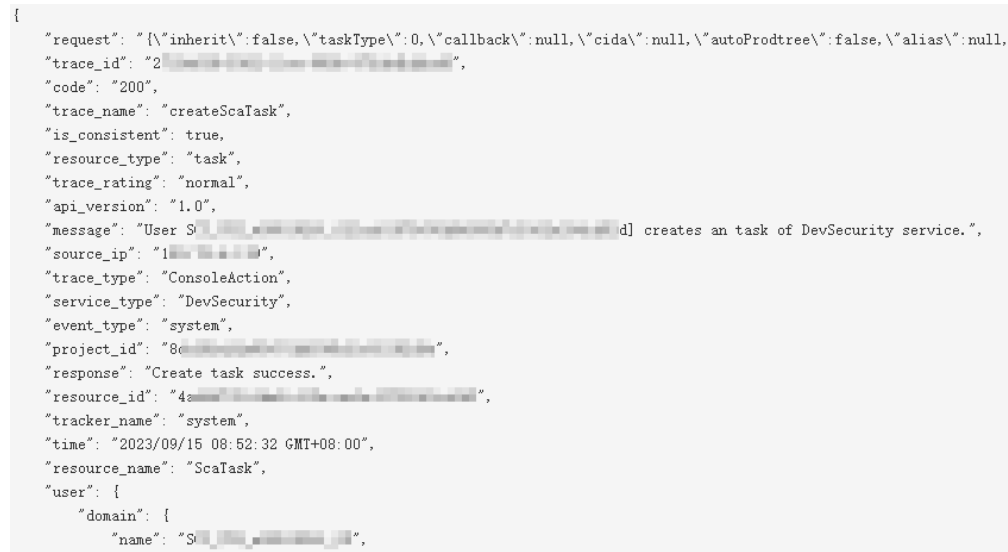 {
"request": "{\"inherit\":false,\"taskType\":0,\"callback\":null,\"cida\":null,\"autoProdtree\":false,\"alias\":null,
"trace_id": "2 ",
"code": "200",
"trace_name": "createScaTask",
"is_consistent": true,
"resource_type": "task",
"trace_rating": "normal",
"api_version": "1.0",
"message": "User S d] creates an task of DevSecurity service.",
"source_ip": "1 ",
"trace_type": "ConsoleAction",
"service_type": "DevSecurity",
"event_type": "system",
"project_id": "8 ",
"response": "Create task success.",
"resource_id": "4 ",
"tracker_name": "system",
"time": "2023/09/15 08:52:32 GMT+08:00",
"resource_name": "ScaTask",
"user": {
"domain": {
"name": "S ",